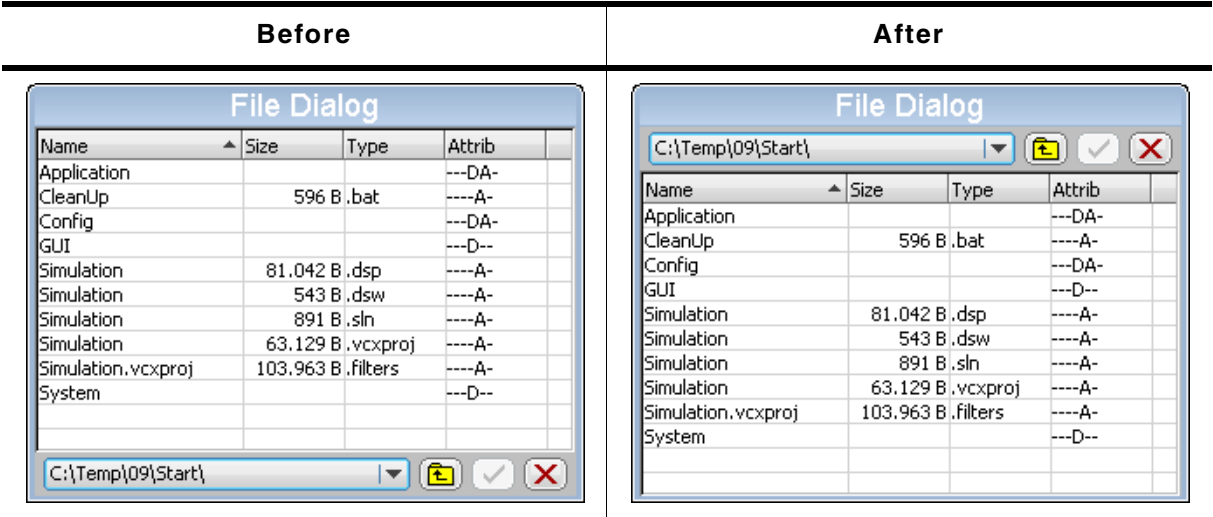 Before After
File Dialog
Name Size Type Attrib
Application ---DA-
CleanUp 596 B .bat ----A-
Config ---DA-
GUI ---D--
Simulation 81.042 B .dsp ----A-
Simulation 543 B .dsw ----A-
Simulation 891 B .sln ----A-
Simulation 63.129 B .vcxproj ----A-
Simulation.vcxproj 103.963 B .filters ----A-
System ---D--
C:\Temp\09\Start\
File Dialog
C:\Temp\09\Start\
Name Size Type Attrib
Application ---DA-
CleanUp 596 B .bat ----A-
Config ---DA-
GUI ---D--
Simulation 81.042 B .dsp ----A-
Simulation 543 B .dsw ----A-
Simulation 891 B .sln ----A-
Simulation 63.129 B .vcxproj ----A-
Simulation.vcxproj 103.963 B .filters ----A-
System ---D--